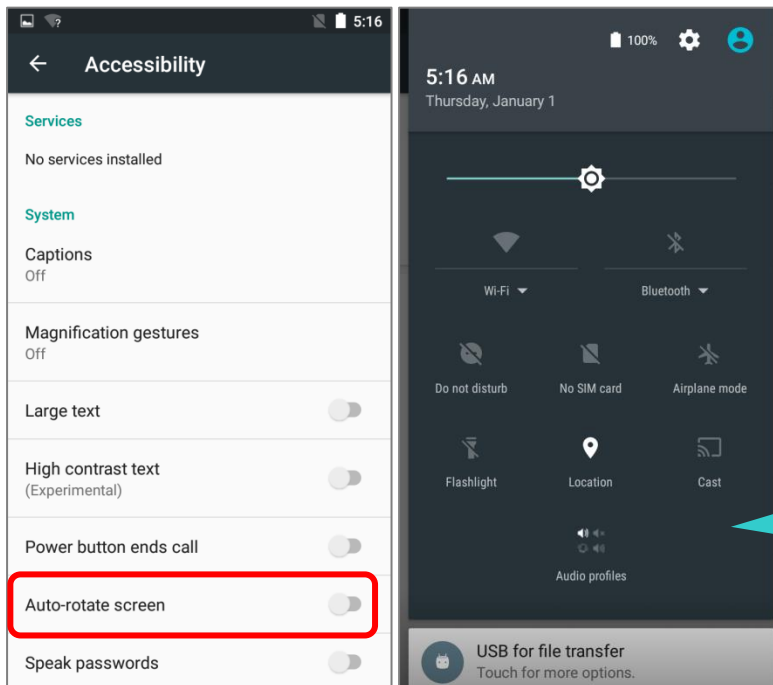 5:16
Accessibility
Services
No services installed
System
Captions
Off
Magnification gestures
Off
Large text
High contrast text
(Experimental)
Power button ends call
Auto-rotate screen
Speak passwords
100%
5:16 AM
Thursday, January 1
Wi-Fi
Bluetooth
Do not disturb
No SIM card
Airplane mode
Flashlight
Location
Cast
Audio profiles
USB for file transfer
Touch for more options.